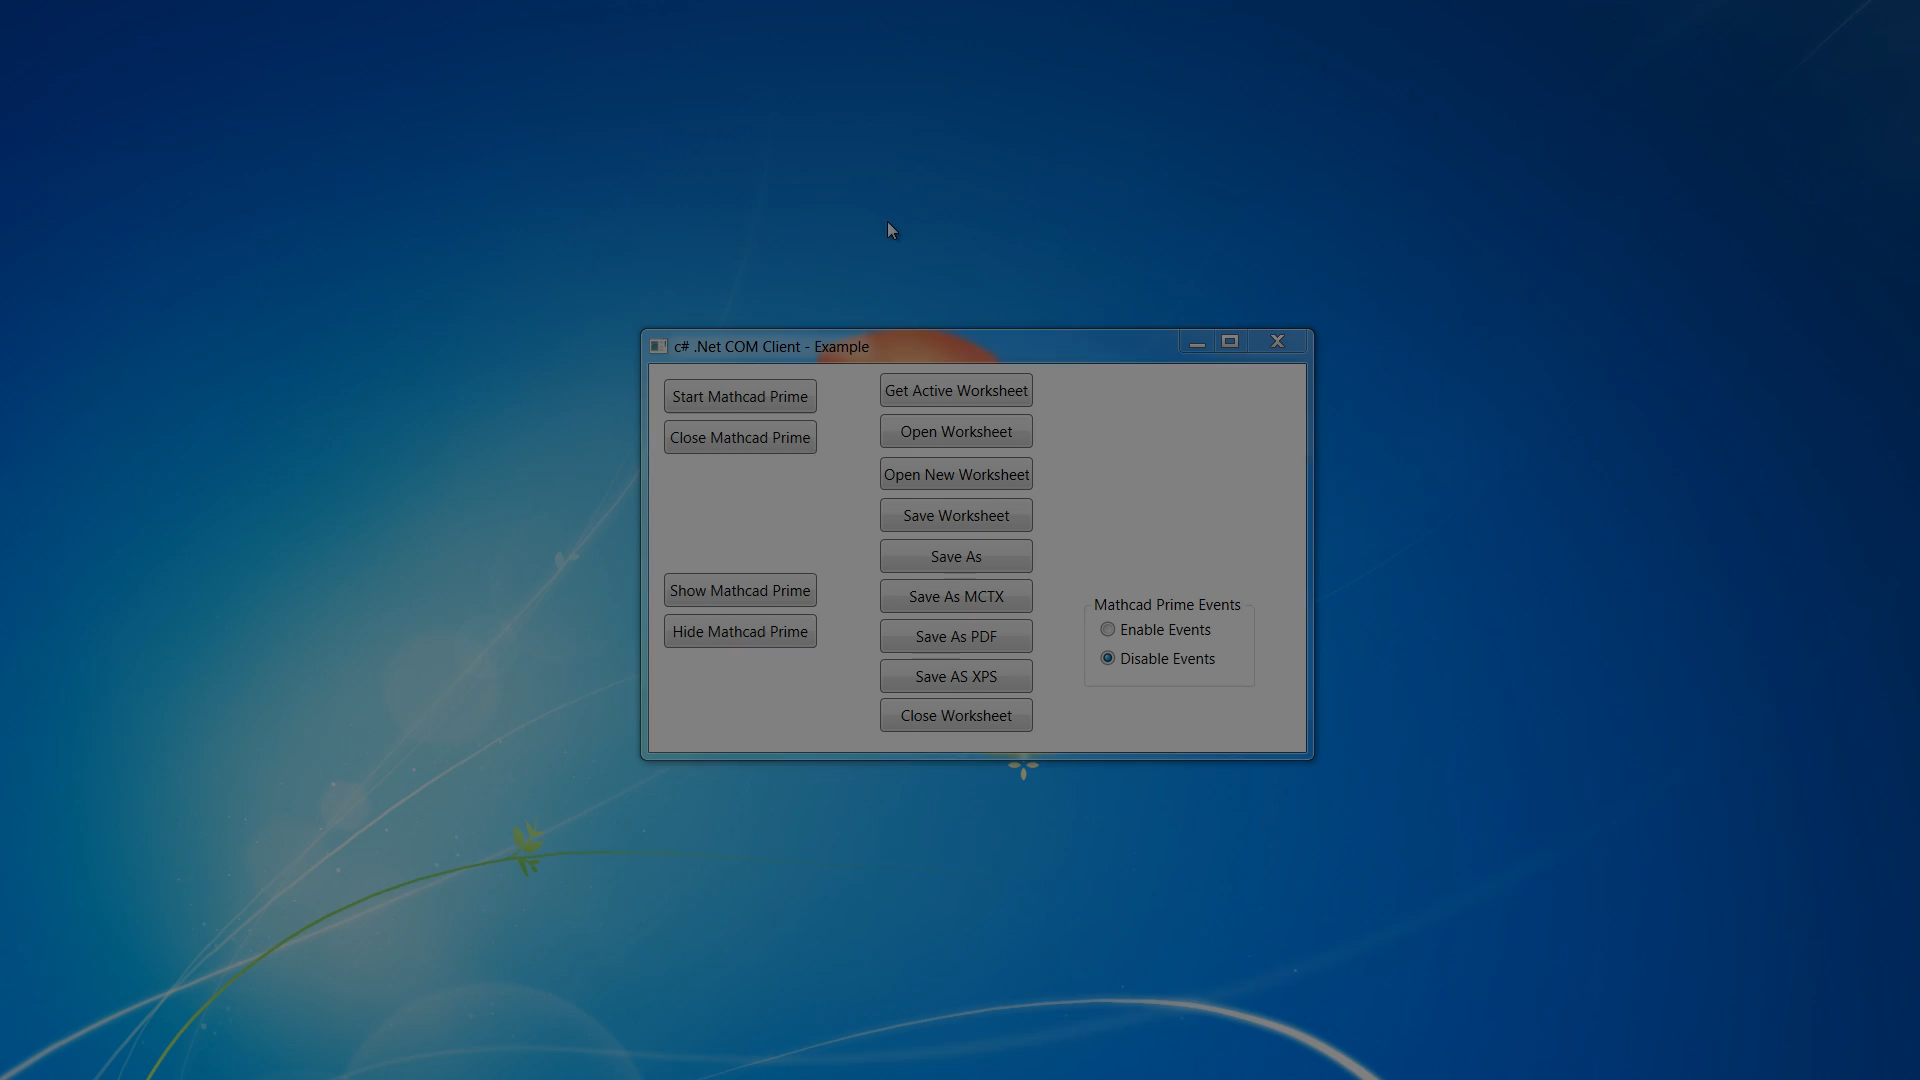 c# .Net COM Client - Example
Start Mathcad Prime
Close Mathcad Prime
Show Mathcad Prime
Hide Mathcad Prime
Get Active Worksheet
Open Worksheet
Open New Worksheet
Save Worksheet
Save As
Save As MCTX
Save As PDF
Save AS XPS
Close Worksheet
Mathcad Prime Events
Enable Events
Disable Events